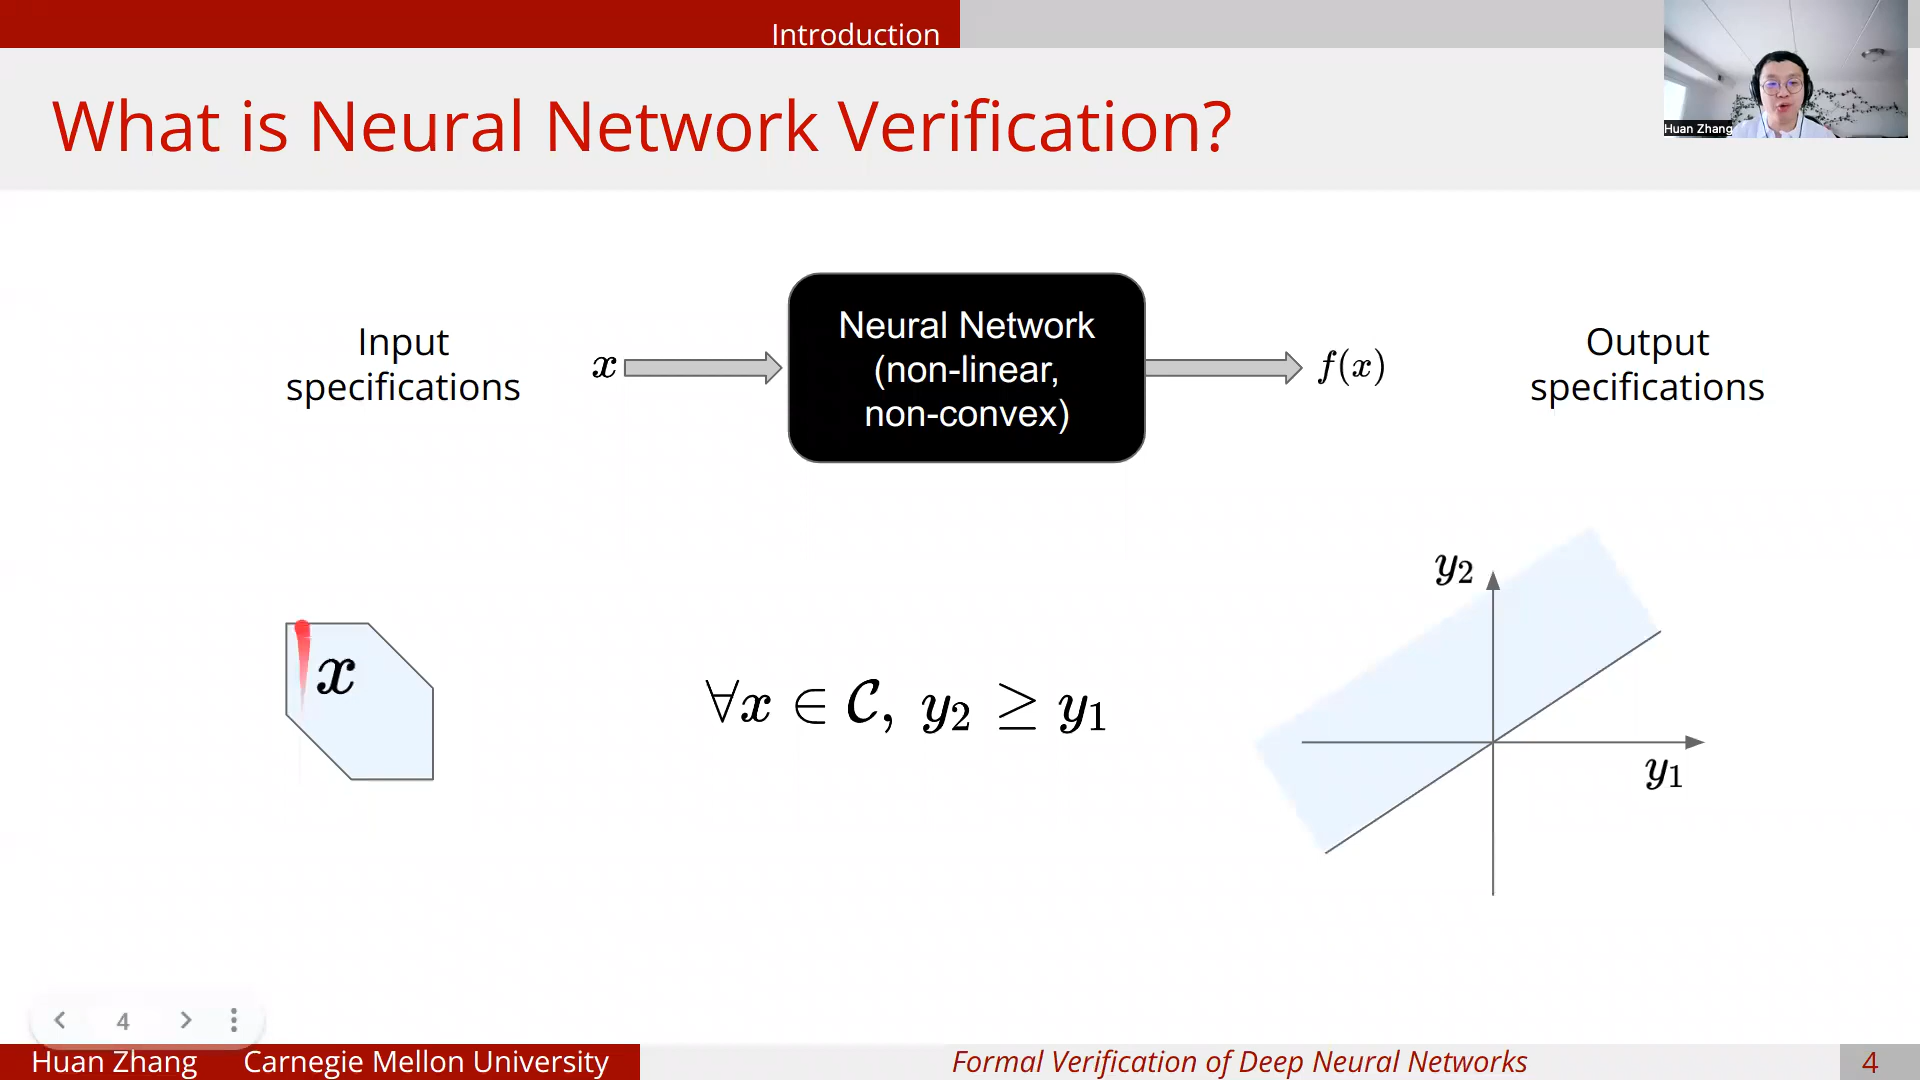 Introduction
What is Neural Network Verification?
Huan Zhang
Input
specifications
x
Neural Network
(non-linear,
non-convex)
f(x)
Output
specifications
x
∀x ∈ 𝒞, y₂ ≥ y₁
y₂
y₁
4
Huan Zhang Carnegie Mellon University
Formal Verification of Deep Neural Networks
4